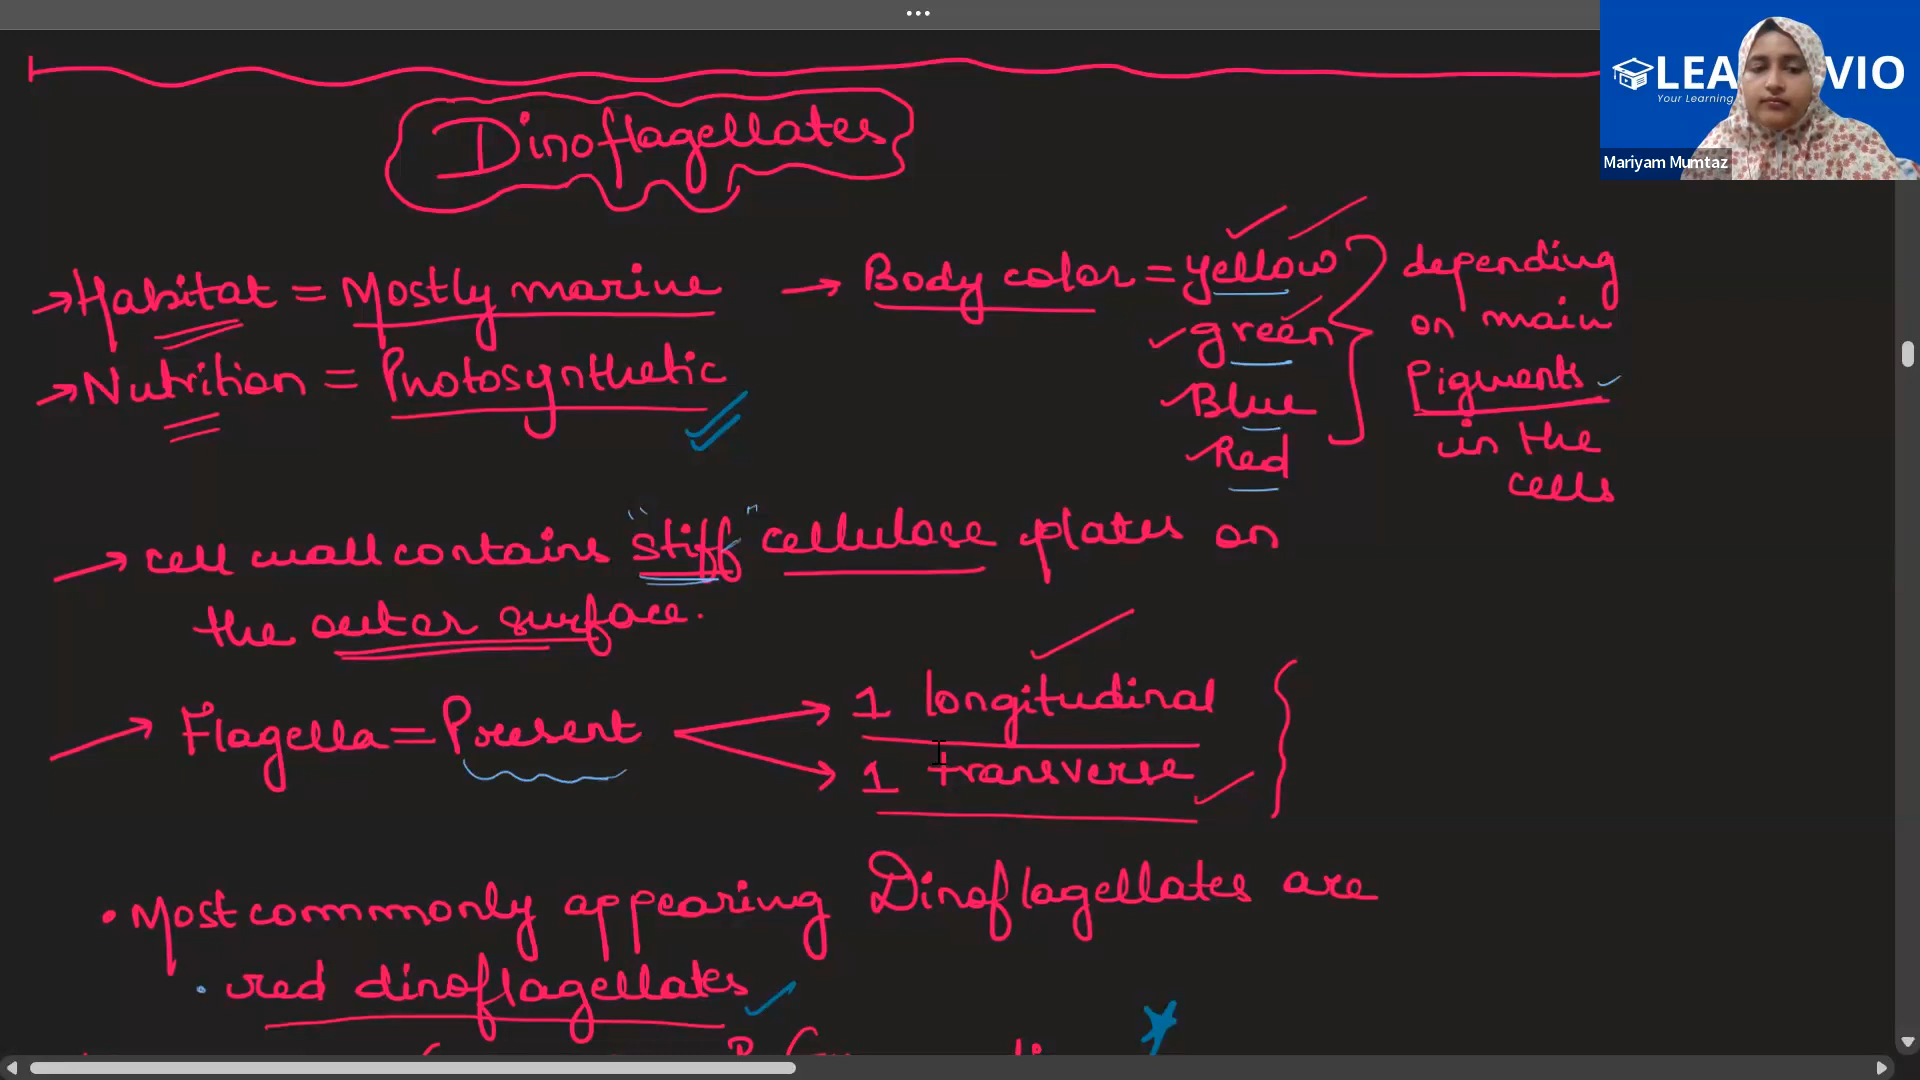 LEA VIO
Your Learning
Mariyam Mumtaz
Dinoflagellates
→ Habitat = Mostly marine
→ Nutrition = Photosynthetic
→ Body color = yellow
green
Blue
Red
depending
on main
Pigments
in the
cells
→ cell wall contains "stiff" cellulose plates on
the outer surface.
→ Flagella = Present
1 longitudinal
1 transverse
• Most commonly appearing Dinoflagellates are
• red dinoflagellates